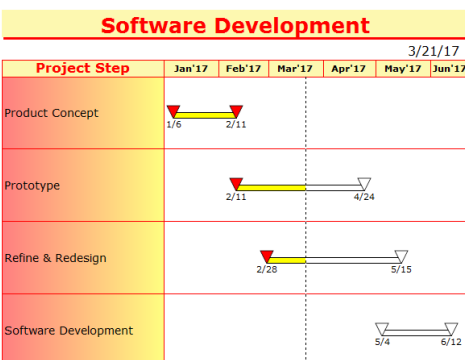 Software Development
3/21/17
Project Step Jan'17 Feb'17 Mar'17 Apr'17 May'17 Jun'17
Product Concept
1/6 2/11
Prototype
2/11 4/24
Refine & Redesign
2/28 5/15
Software Development
5/4 6/12